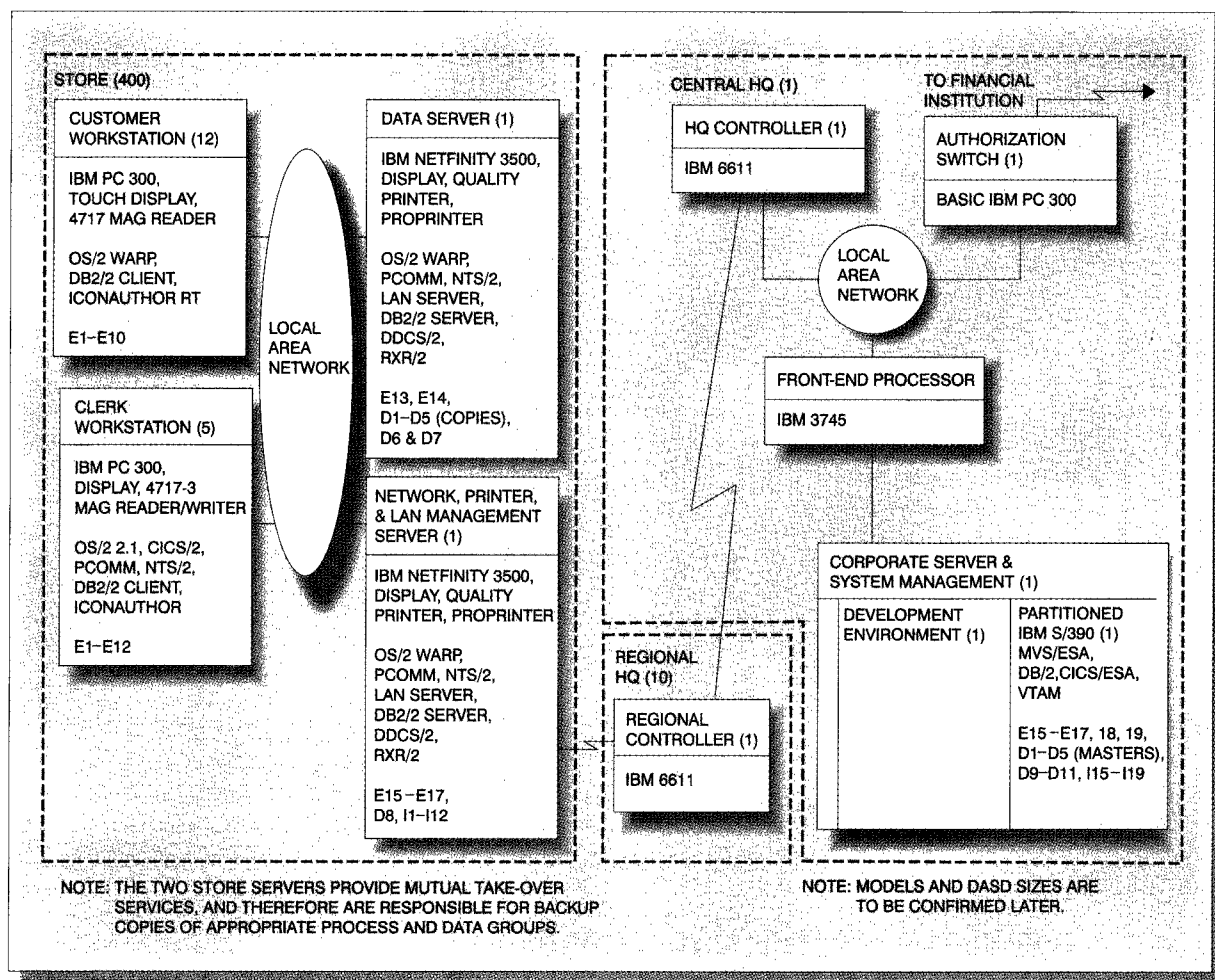 STORE (400)
CUSTOMER
WORKSTATION (12)
IBM PC 300,
TOUCH DISPLAY,
4717 MAG READER
OS/2 WARP,
DB2/2 CLIENT,
ICONAUTHOR RT
E1–E10
CLERK
WORKSTATION (5)
IBM PC 300,
DISPLAY, 4717-3
MAG READER/WRITER
OS/2 2.1, CICS/2,
PCOMM, NTS/2,
DB2/2 CLIENT,
ICONAUTHOR
E1–E12
LOCAL
AREA
NETWORK
DATA SERVER (1)
IBM NETFINITY 3500,
DISPLAY, QUALITY
PRINTER,
PROPRINTER
OS/2 WARP,
PCOMM, NTS/2,
LAN SERVER,
DB2/2 SERVER,
DDCS/2,
RXR/2
E13, E14,
D1–D5 (COPIES),
D6 & D7
NETWORK, PRINTER,
& LAN MANAGEMENT
SERVER (1)
IBM NETFINITY 3500,
DISPLAY, QUALITY
PRINTER, PROPRINTER
OS/2 WARP,
PCOMM, NTS/2,
LAN SERVER,
DB2/2 SERVER,
DDCS/2,
RXR/2
E15–E17,
D8, I1–I12
NOTE: THE TWO STORE SERVERS PROVIDE MUTUAL TAKE-OVER
SERVICES, AND THEREFORE ARE RESPONSIBLE FOR BACKUP
COPIES OF APPROPRIATE PROCESS AND DATA GROUPS.
CENTRAL HQ (1)
HQ CONTROLLER (1)
IBM 6611
TO FINANCIAL
INSTITUTION
AUTHORIZATION
SWITCH (1)
BASIC IBM PC 300
LOCAL
AREA
NETWORK
FRONT-END PROCESSOR
IBM 3745
REGIONAL
HQ (10)
REGIONAL
CONTROLLER (1)
IBM 6611
CORPORATE SERVER &
SYSTEM MANAGEMENT (1)
DEVELOPMENT
ENVIRONMENT (1)
PARTITIONED
IBM S/390 (1)
MVS/ESA,
DB/2,CICS/ESA,
VTAM
E15–E17, 18, 19,
D1–D5 (MASTERS),
D9–D11, I15–I19
NOTE: MODELS AND DASD SIZES ARE
TO BE CONFIRMED LATER.